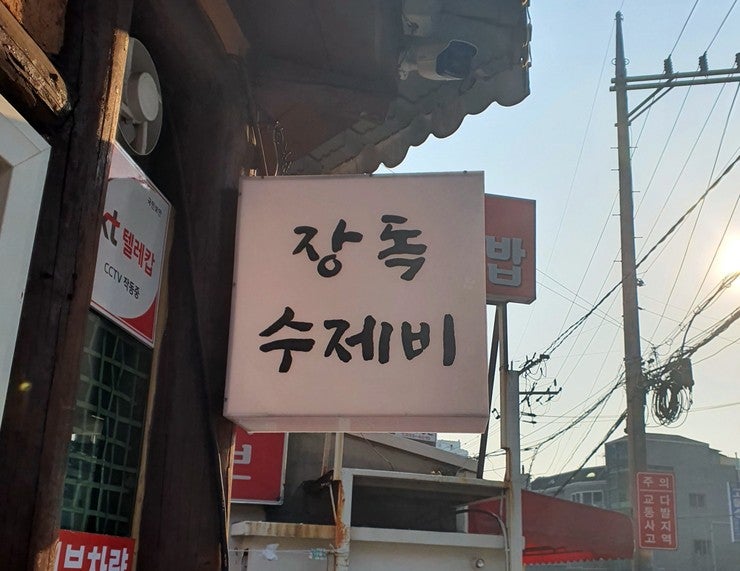 장독
수제비
밥
kt 텔레캅
CCTV 작동중
주 의
교통사고
다발지역